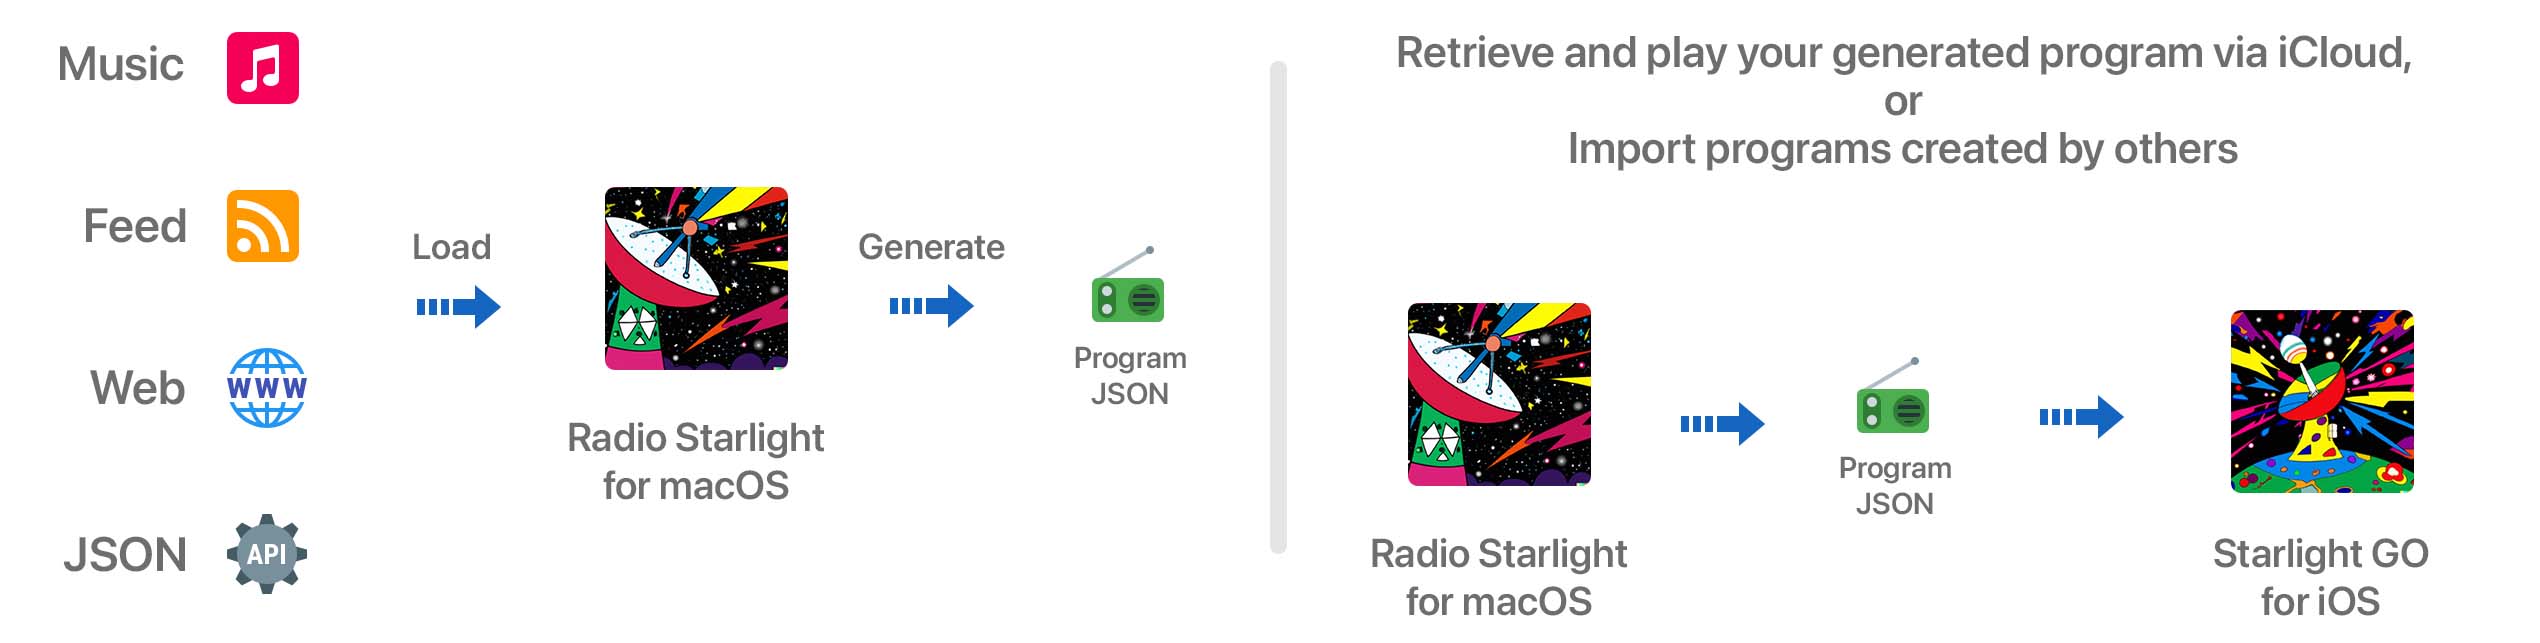 Music
Feed
Web
WWW
JSON
API
Load
Radio Starlight
for macOS
Generate
Program
JSON
Retrieve and play your generated program via iCloud,
or
Import programs created by others
Radio Starlight
for macOS
Program
JSON
Starlight GO
for iOS